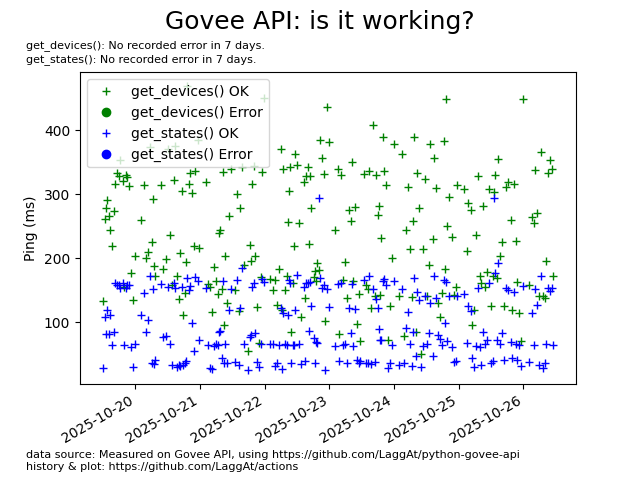 Govee API: is it working?
get_devices(): No recorded error in 7 days.
get_states(): No recorded error in 7 days.
get_devices() OK
get_devices() Error
get_states() OK
get_states() Error
Ping (ms)
400
300
200
100
2025-10-20
2025-10-21
2025-10-22
2025-10-23
2025-10-24
2025-10-25
2025-10-26
data source: Measured on Govee API, using https://github.com/LaggAt/python-govee-api
history & plot: https://github.com/LaggAt/actions